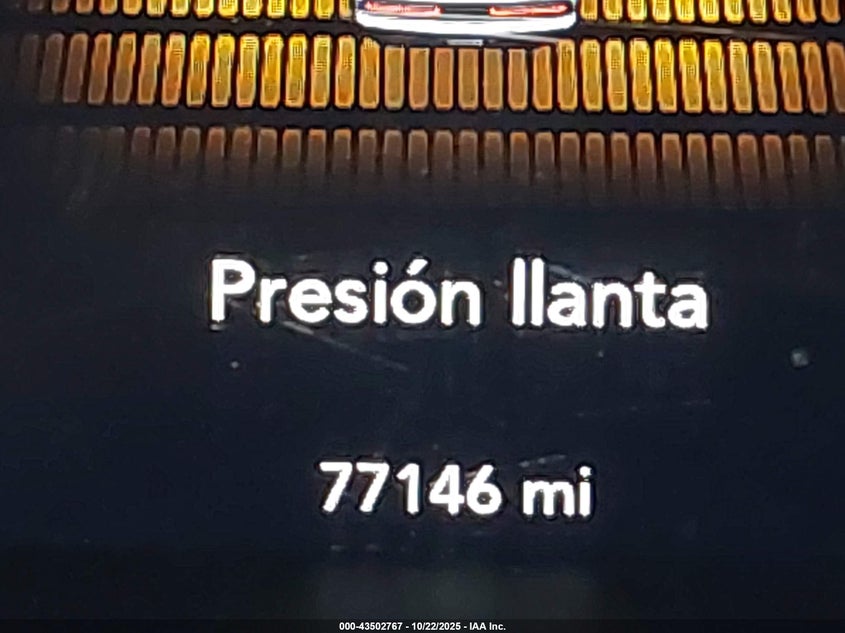 Presión llanta
77146 mi
000-43502767 - 10/22/2025 - IAA Inc.